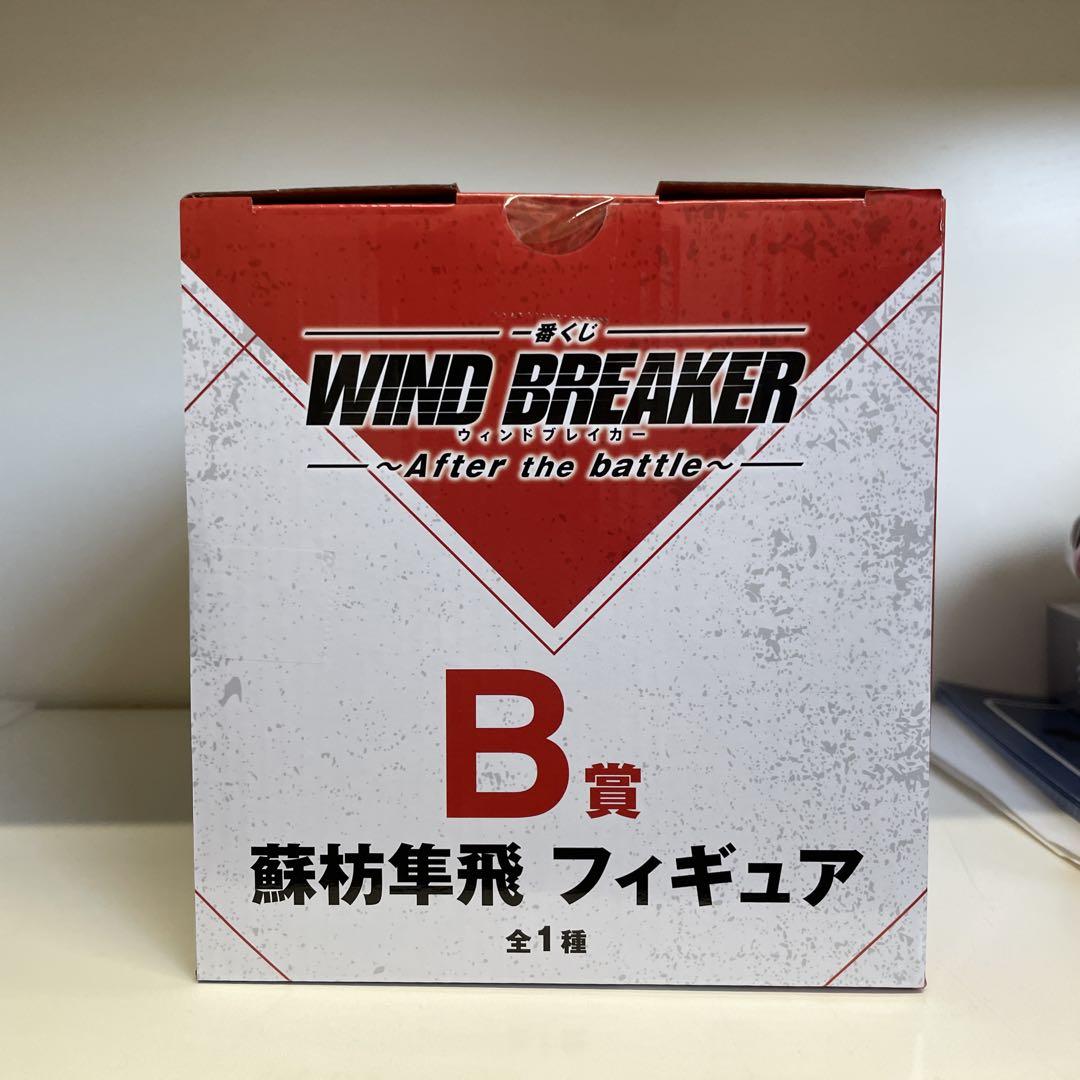 一番くじ
WIND BREAKER
ウィンドブレイカー
～After the battle～
B賞
蘇枋隼飛 フィギュア
全1種